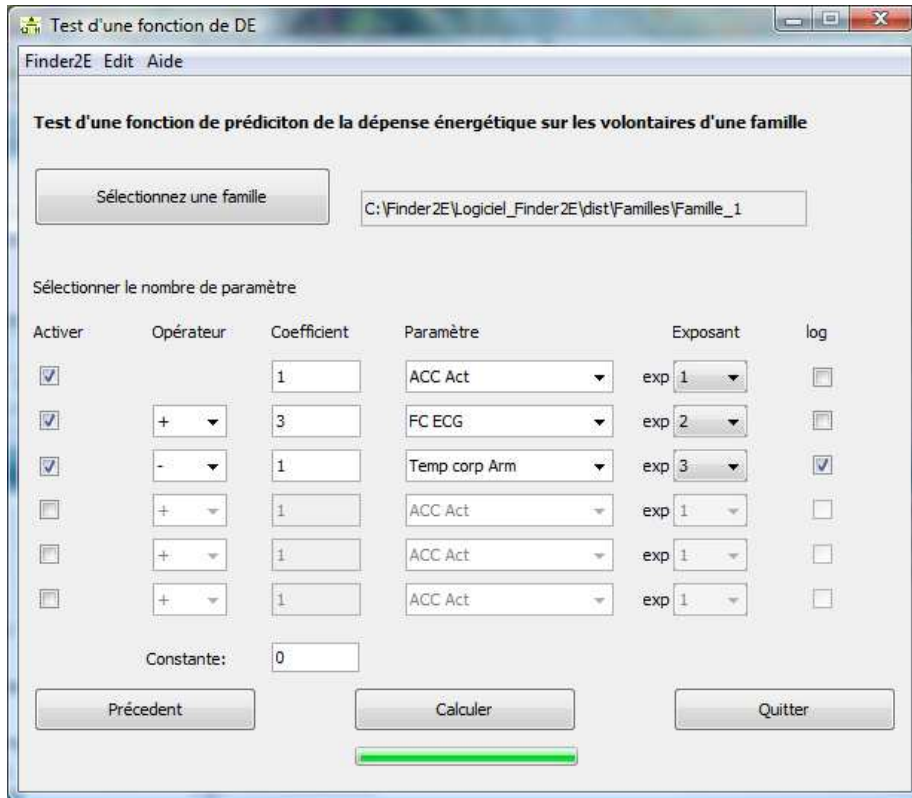 Test d'une fonction de DE
Finder2E Edit Aide
Test d'une fonction de prédiciton de la dépense énergétique sur les volontaires d'une famille
Sélectionnez une famille
C:\Finder2E\Logiciel_Finder2E\dist\Familles\Famille_1
Sélectionner le nombre de paramètre
Activer Opérateur Coefficient Paramètre Exposant log
1 ACC Act exp 1
+ 3 FC ECG exp 2
- 1 Temp corp Arm exp 3
+ 1 ACC Act exp 1
+ 1 ACC Act exp 1
+ 1 ACC Act exp 1
Constante: 0
Précedent Calculer Quitter